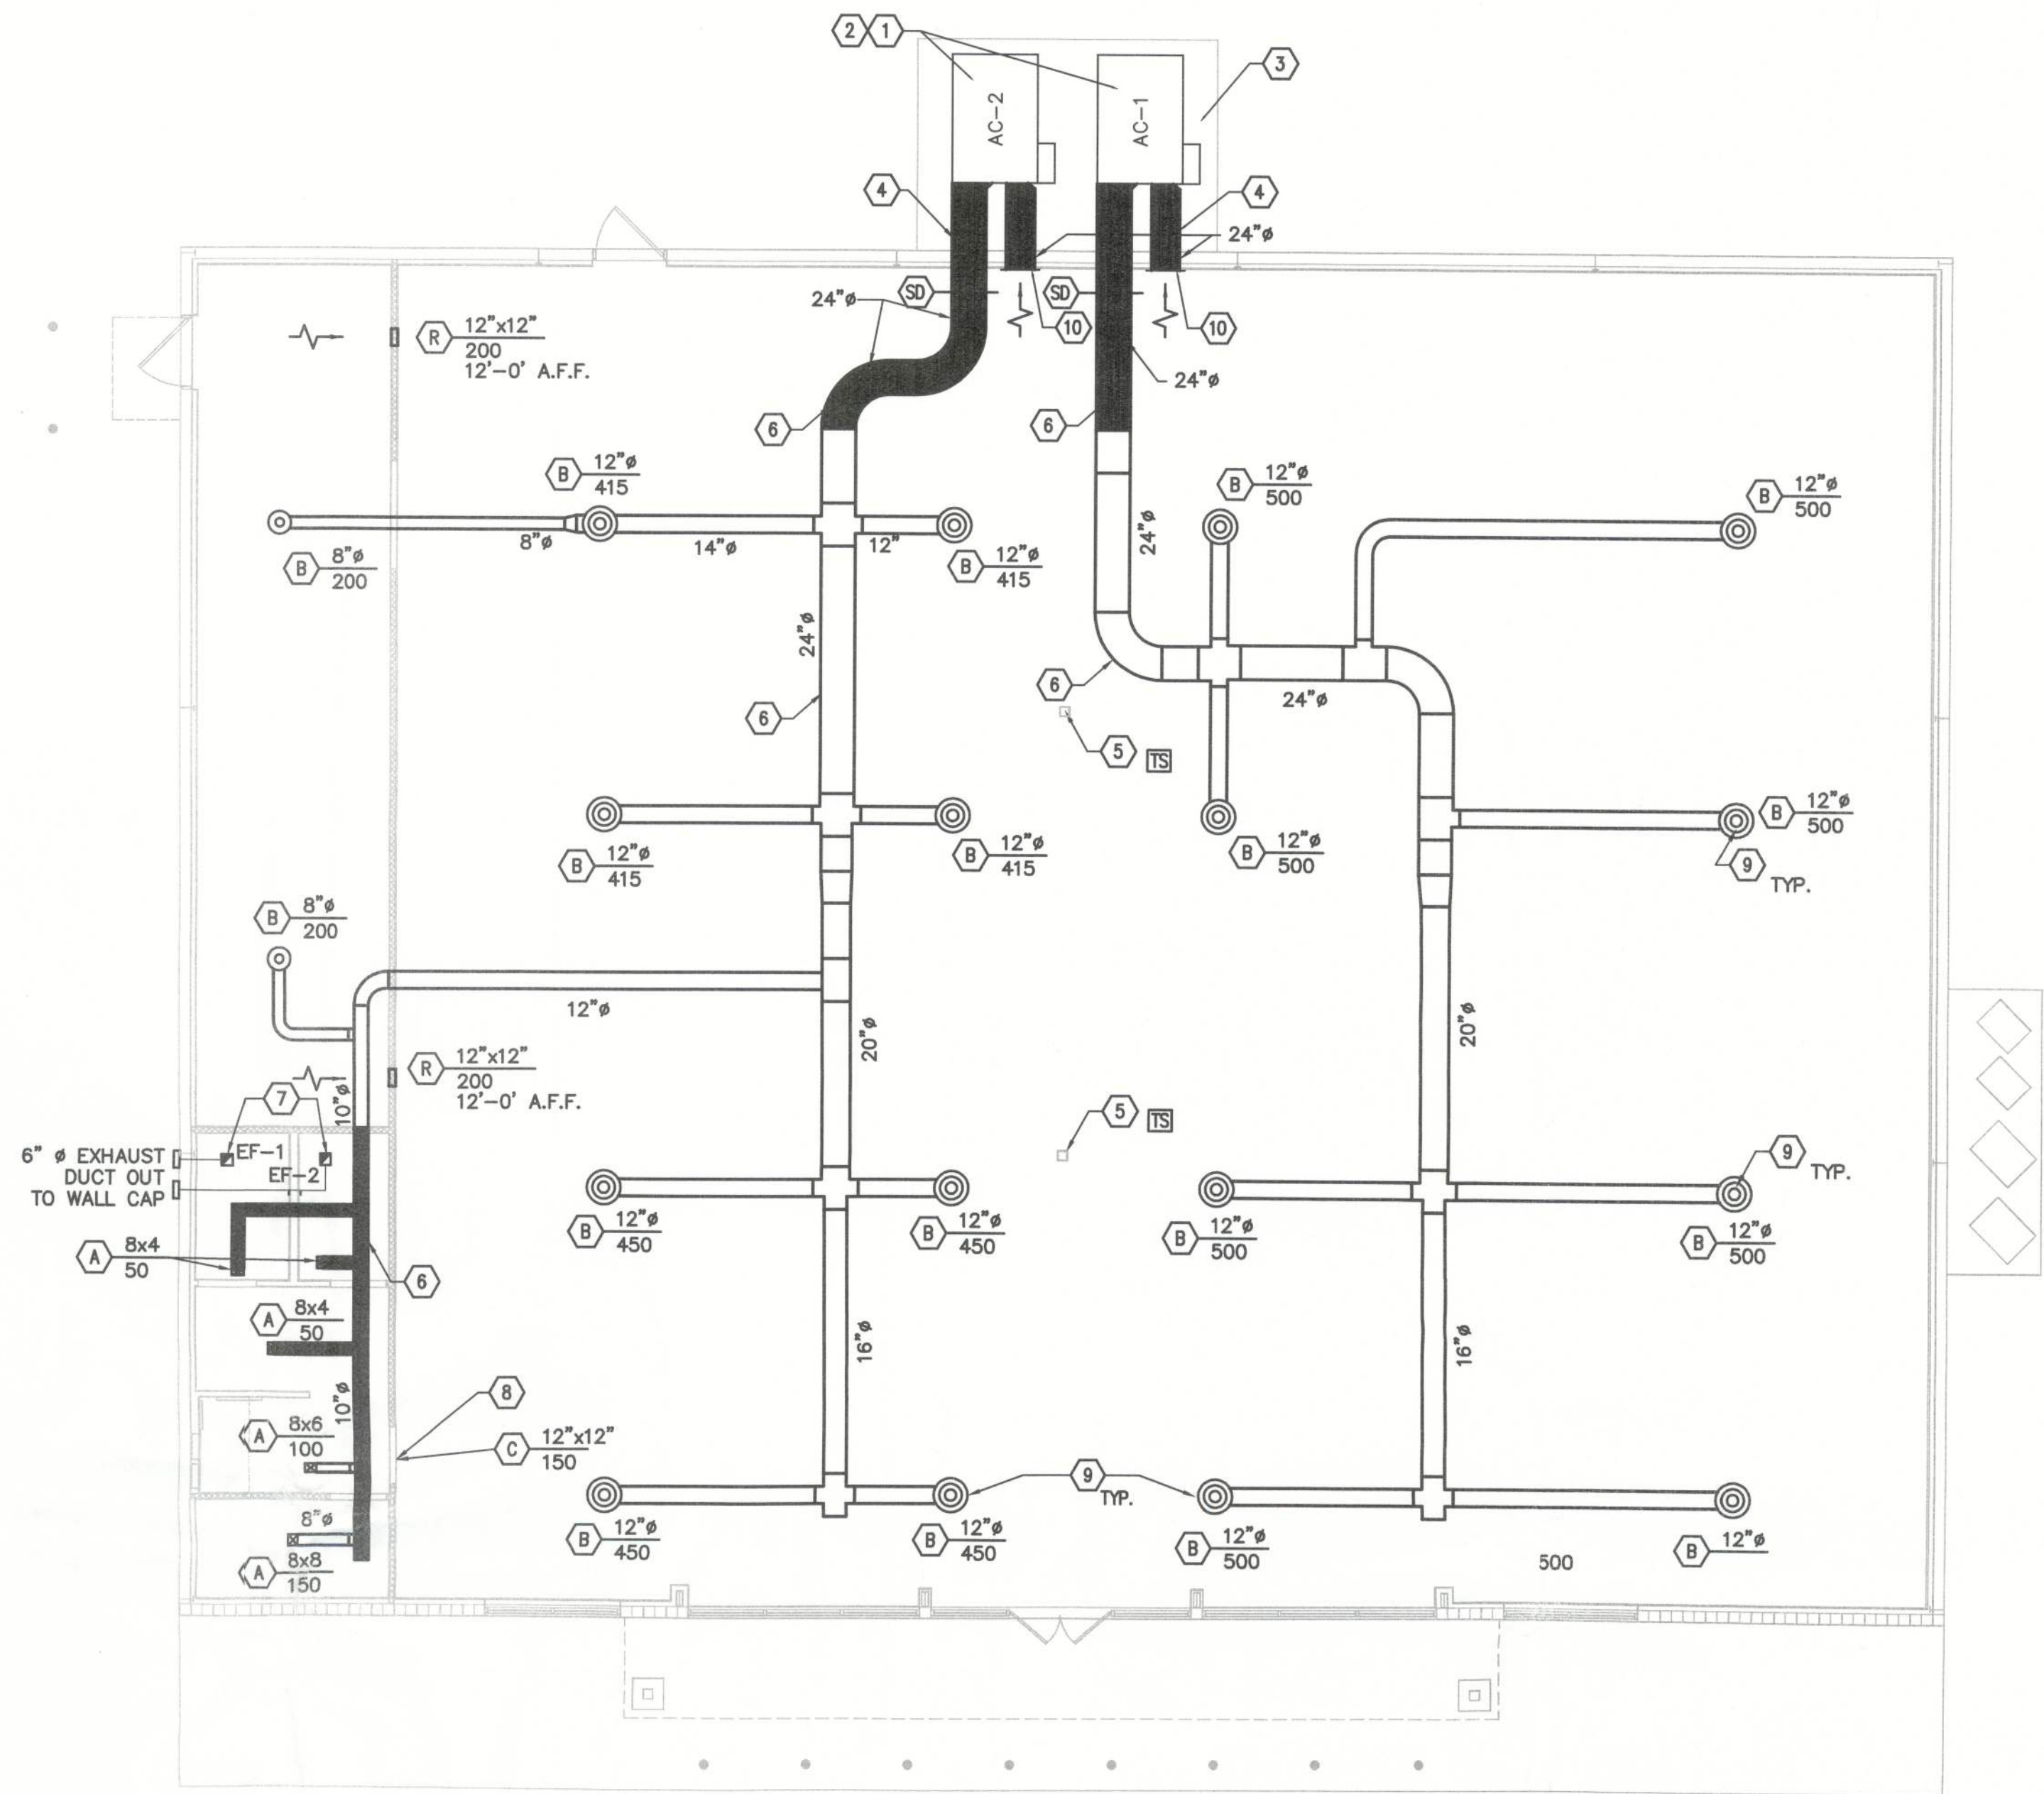 2 1
3
AC-2
AC-1
4
4
24"ø
SD
SD
24"ø
10
10
R 12"x12"
200
12'-0' A.F.F.
24"ø
6
6
B 12"ø
415
B 12"ø
500
B 12"ø
500
8"ø
14"ø
12"
24"ø
B 8"ø
200
B 12"ø
415
24"ø
6
24"ø
6
5 TS
B 12"ø
500
9
TYP.
B 12"ø
415
B 12"ø
415
B 12"ø
500
B 8"ø
200
12"ø
20"ø
20"ø
R 12"x12"
200
12'-0' A.F.F.
7
10"ø
5 TS
6" ø EXHAUST
DUCT OUT
TO WALL CAP
EF-1
EF-2
9
TYP.
B 12"ø
450
B 12"ø
450
B 12"ø
500
B 12"ø
500
A 8x4
50
6
A 8x4
50
16"ø
16"ø
8
10"ø
A 8x6
100
C 12"x12"
150
9
TYP.
8"ø
A 8x8
150
B 12"ø
450
B 12"ø
450
B 12"ø
500
500
B 12"ø